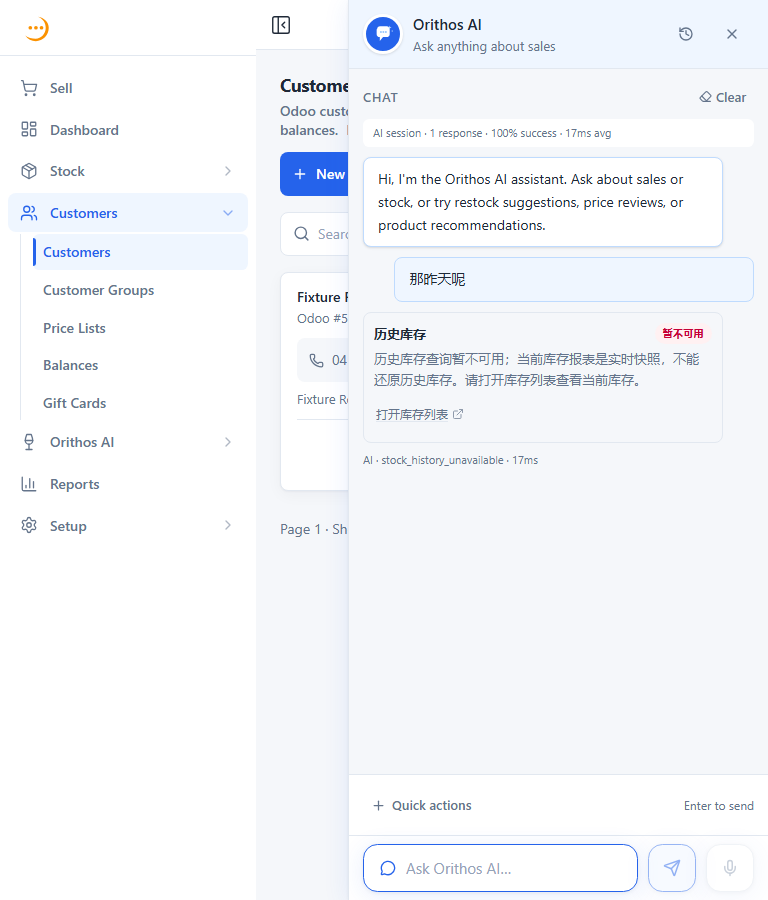 Sell
Dashboard
Stock
Customers
Customers
Customer Groups
Price Lists
Balances
Gift Cards
Orithos AI
Reports
Setup
Custome
Odoo custo
balances.
New
Searc
Fixture R
Odoo #5
04
Fixture Re
Page 1 · Sh
Orithos AI
Ask anything about sales
CHAT
Clear
AI session · 1 response · 100% success · 17ms avg
Hi, I'm the Orithos AI assistant. Ask about sales or
stock, or try restock suggestions, price reviews, or
product recommendations.
那昨天呢
历史库存
暂不可用
历史库存查询暂不可用；当前库存报表是实时快照，不能
还原历史库存。请打开库存列表查看当前库存。
打开库存列表
AI · stock_history_unavailable · 17ms
Quick actions
Enter to send
Ask Orithos AI...